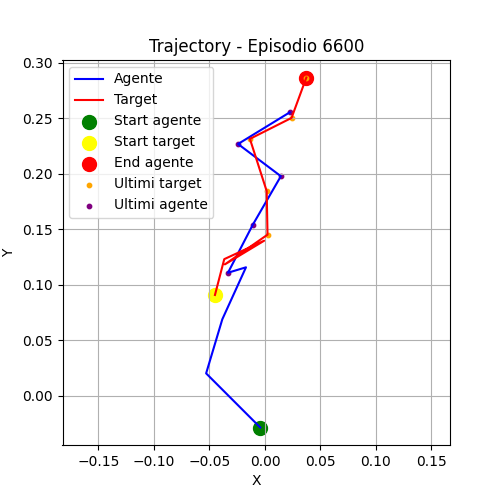 Trajectory - Episodio 6600
Agente
Target
Start agente
Start target
End agente
Ultimi target
Ultimi agente
0.30
0.25
0.20
0.15
0.10
0.05
0.00
Y
−0.15 −0.10 −0.05 0.00 0.05 0.10 0.15
X